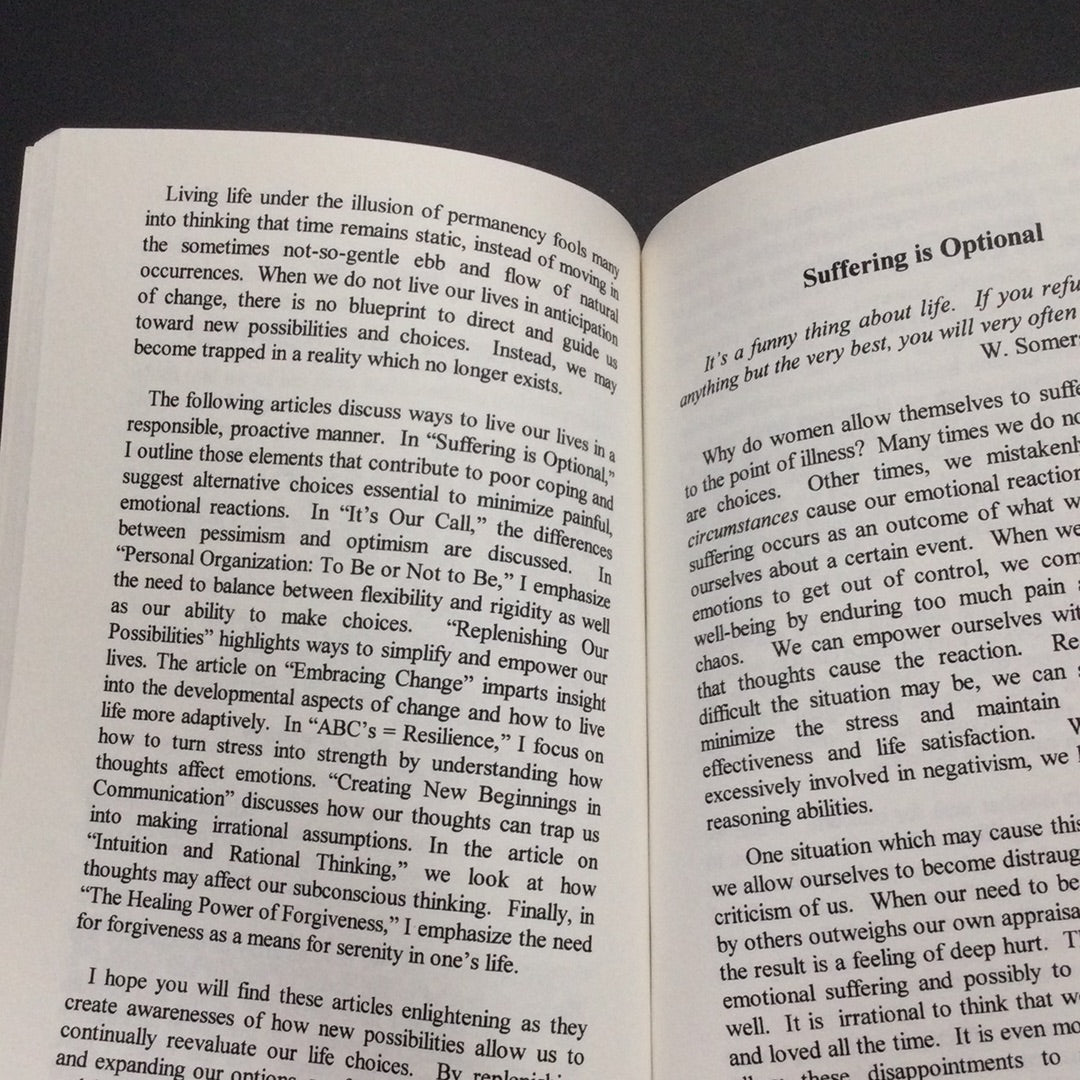 Living life under the illusion of permanency fools many
into thinking that time remains static, instead of moving in
the sometimes not-so-gentle ebb and flow of natural
occurrences. When we do not live our lives in anticipation
of change, there is no blueprint to direct and guide us
toward new possibilities and choices. Instead, we may
become trapped in a reality which no longer exists.
The following articles discuss ways to live our lives in a
responsible, proactive manner. In “Suffering is Optional,”
I outline those elements that contribute to poor coping and
suggest alternative choices essential to minimize painful,
emotional reactions. In “It’s Our Call,” the differences
between pessimism and optimism are discussed. In
“Personal Organization: To Be or Not to Be,” I emphasize
the need to balance between flexibility and rigidity as well
as our ability to make choices. “Replenishing Our
Possibilities” highlights ways to simplify and empower our
lives. The article on “Embracing Change” imparts insight
into the developmental aspects of change and how to live
life more adaptively. In “ABC’s = Resilience,” I focus on
how to turn stress into strength by understanding how
thoughts affect emotions. “Creating New Beginnings in
Communication” discusses how our thoughts can trap us
into making irrational assumptions. In the article on
“Intuition and Rational Thinking,” we look at how
thoughts may affect our subconscious thinking. Finally, in
“The Healing Power of Forgiveness,” I emphasize the need
for forgiveness as a means for serenity in one’s life.
I hope you will find these articles enlightening as they
create awarenesses of how new possibilities allow us to
continually reevaluate our life choices. By
and expanding our
Suffering is Optional
It’s a funny thing about life. If you refu
anything but the very best, you will very often
W. Somer
Why do women allow themselves to suffe
to the point of illness? Many times we do no
are choices. Other times, we mistakenl
circumstances cause our emotional reaction
suffering occurs as an outcome of what w
ourselves about a certain event. When we
emotions to get out of control, we com
well-being by enduring too much pain
chaos. We can empower ourselves wit
that thoughts cause the reaction. Re
difficult the situation may be, we can
minimize the stress and maintain
effectiveness and life satisfaction. W
excessively involved in negativism, we
reasoning abilities.
One situation which may cause this
we allow ourselves to become distraug
criticism of us. When our need to be
by others outweighs our own appraisa
the result is a feeling of deep hurt. T
emotional suffering and possibly to
well. It is irrational to think that w
and loved all the time. It is even mo
these disappointments to